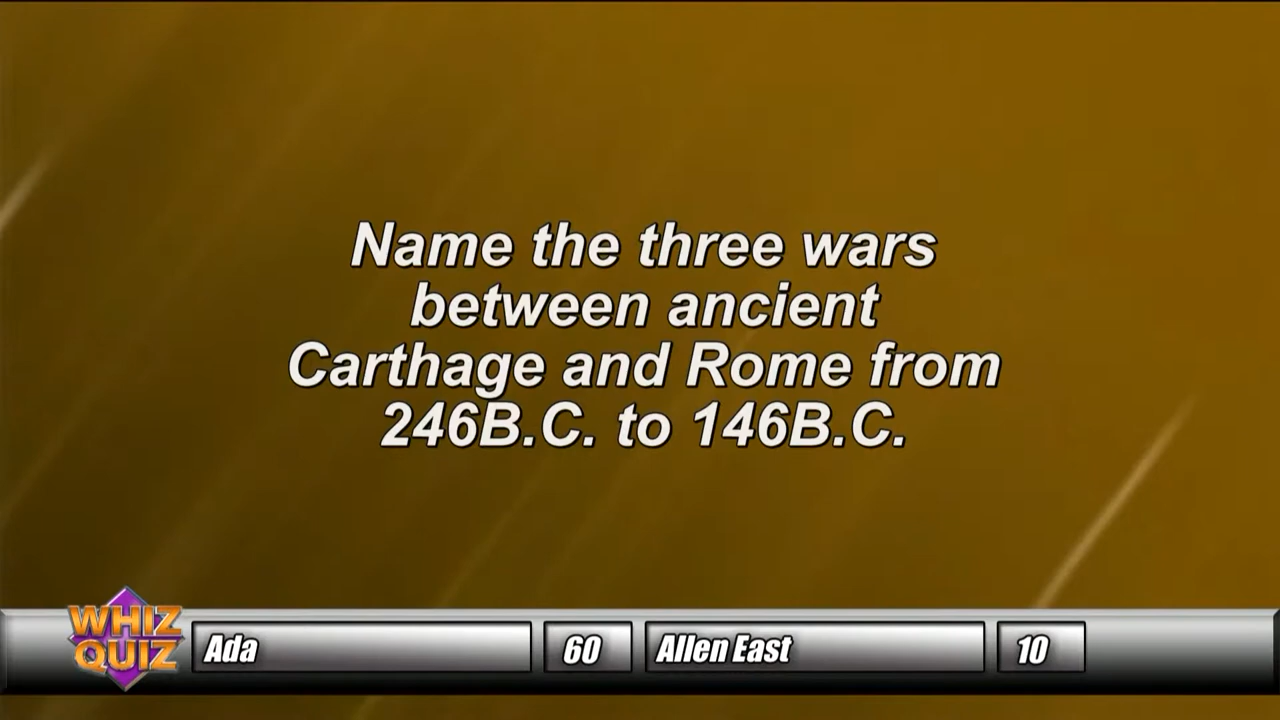 Name the three wars
between ancient
Carthage and Rome from
246B.C. to 146B.C.
WHIZ
QUIZ
Ada 60 Allen East 10